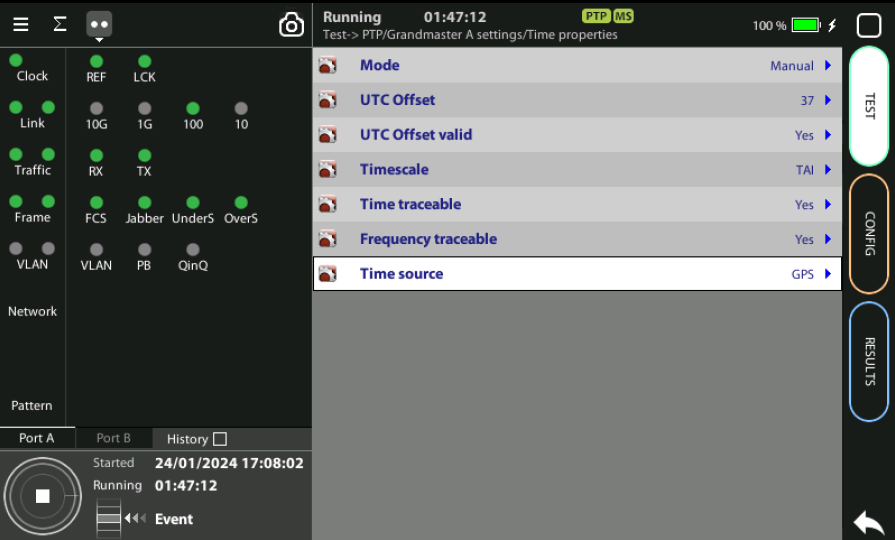 Running 01:47:12 PTP MS
Test-> PTP/Grandmaster A settings/Time properties
100 %
Σ
Clock REF LCK
Link 10G 1G 100 10
Traffic RX TX
Frame FCS Jabber UnderS OverS
VLAN VLAN PB QinQ
Network
Pattern
Port A Port B History
Started 24/01/2024 17:08:02
Running 01:47:12
Event
Mode Manual
UTC Offset 37
UTC Offset valid Yes
Timescale TAI
Time traceable Yes
Frequency traceable Yes
Time source GPS
TEST
CONFIG
RESULTS